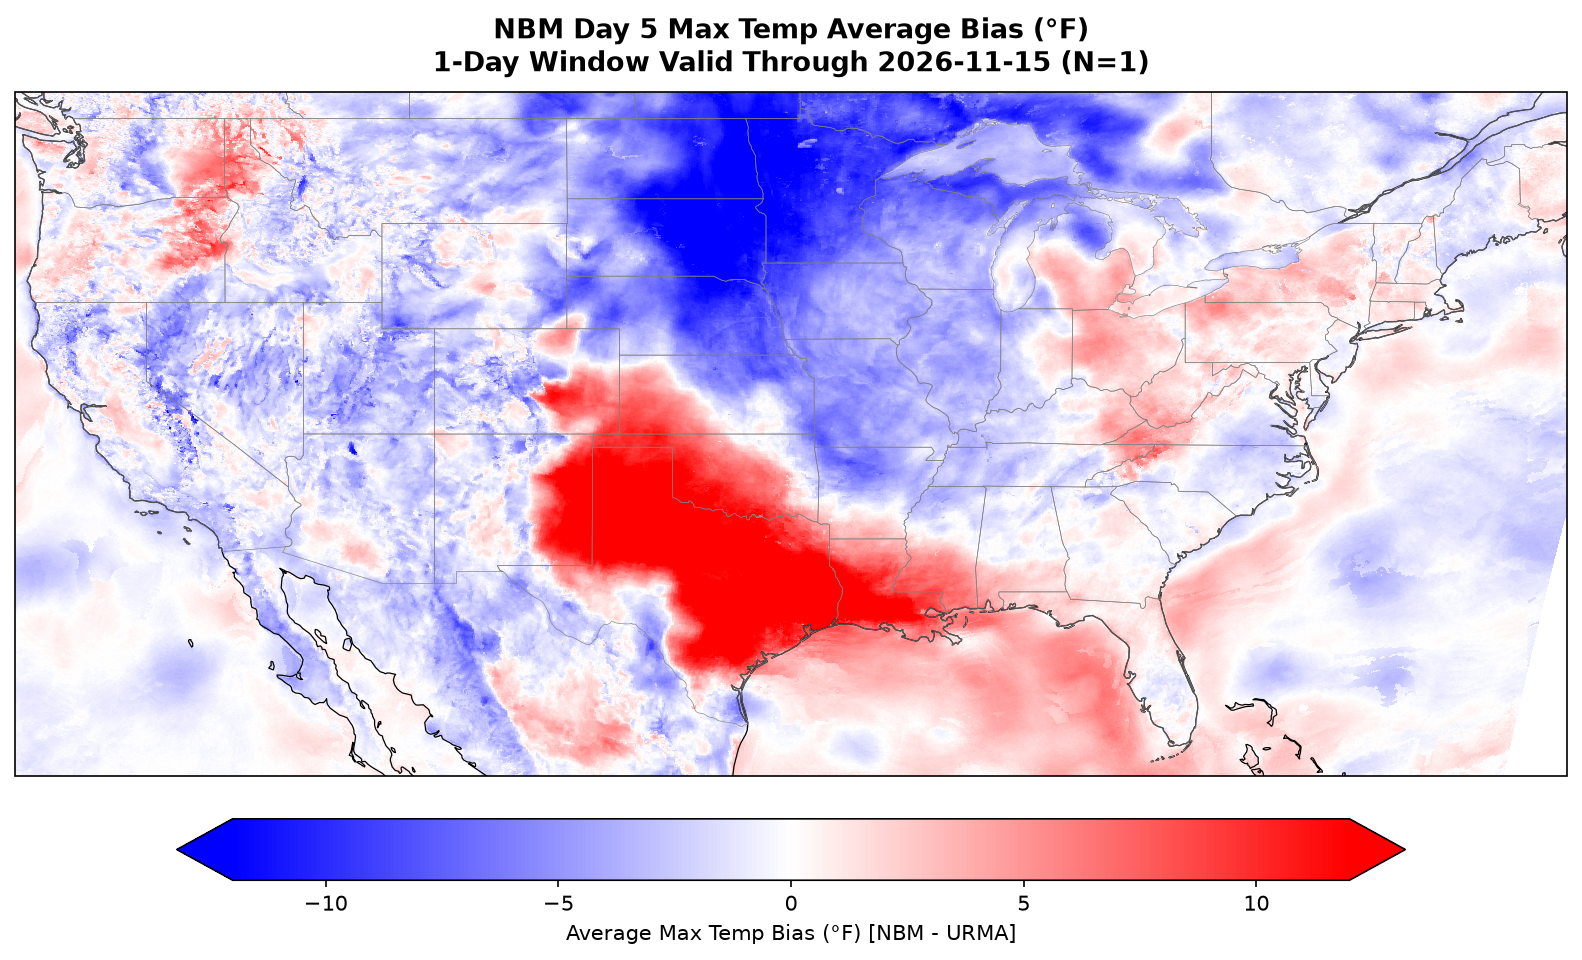 NBM Day 5 Max Temp Average Bias (°F)
1-Day Window Valid Through 2026-11-15 (N=1)
−10 −5 0 5 10
Average Max Temp Bias (°F) [NBM - URMA]